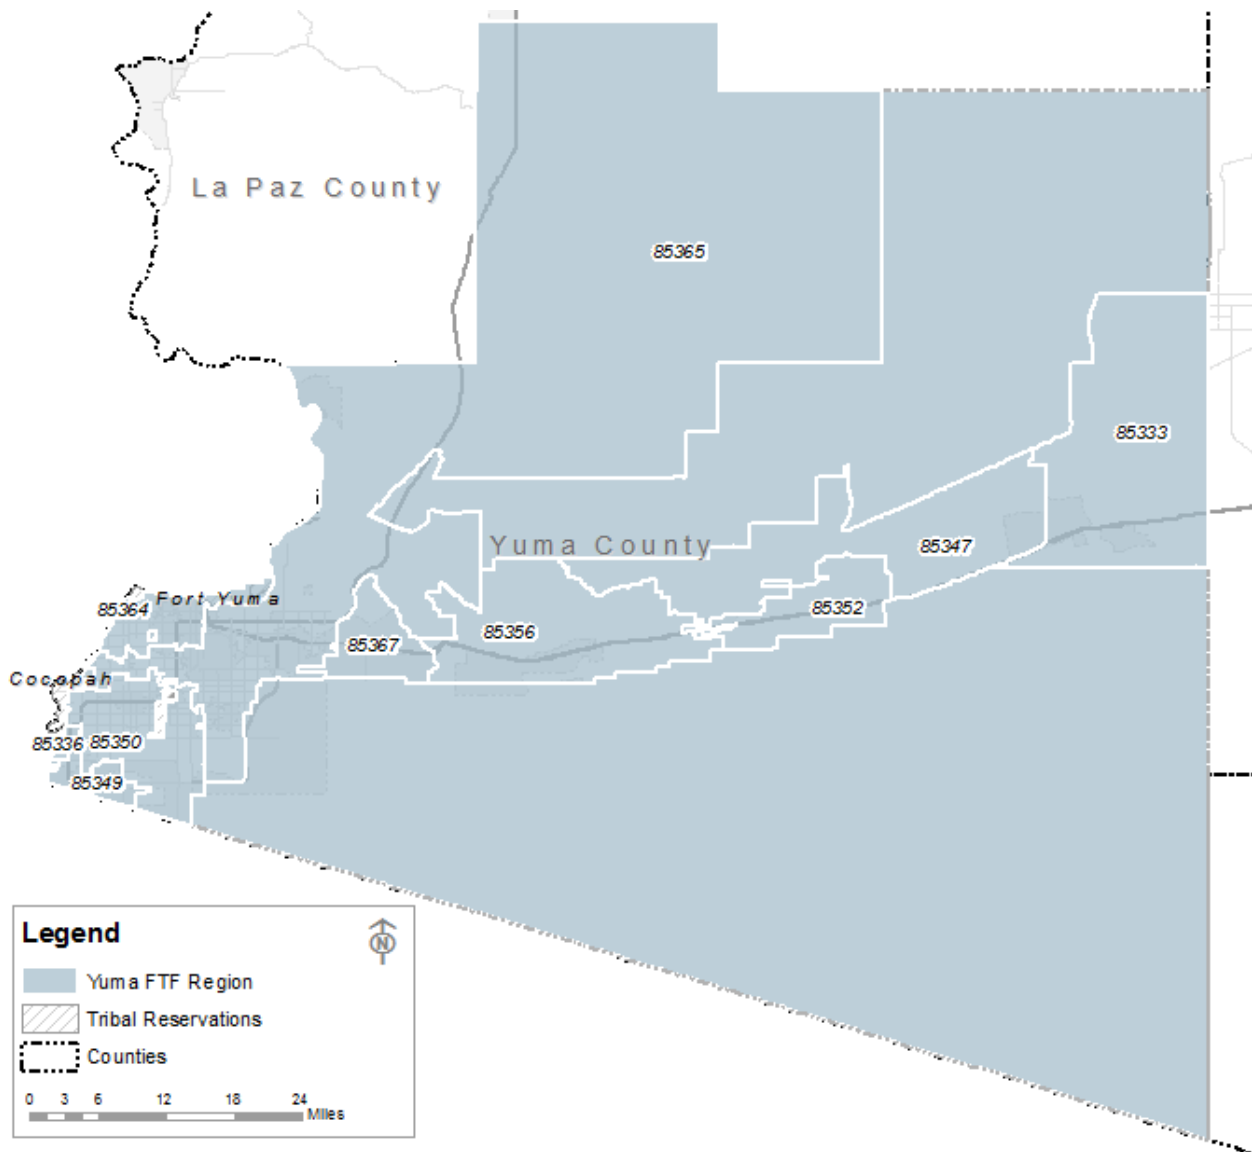 La Paz County
85365
85333
Yuma County
85347
85364
Fort Yuma
85352
85356
85367
Cocopah
85336
85350
85349
Legend
N
Yuma FTF Region
Tribal Reservations
Counties
0 3 6 12 18 24
Miles